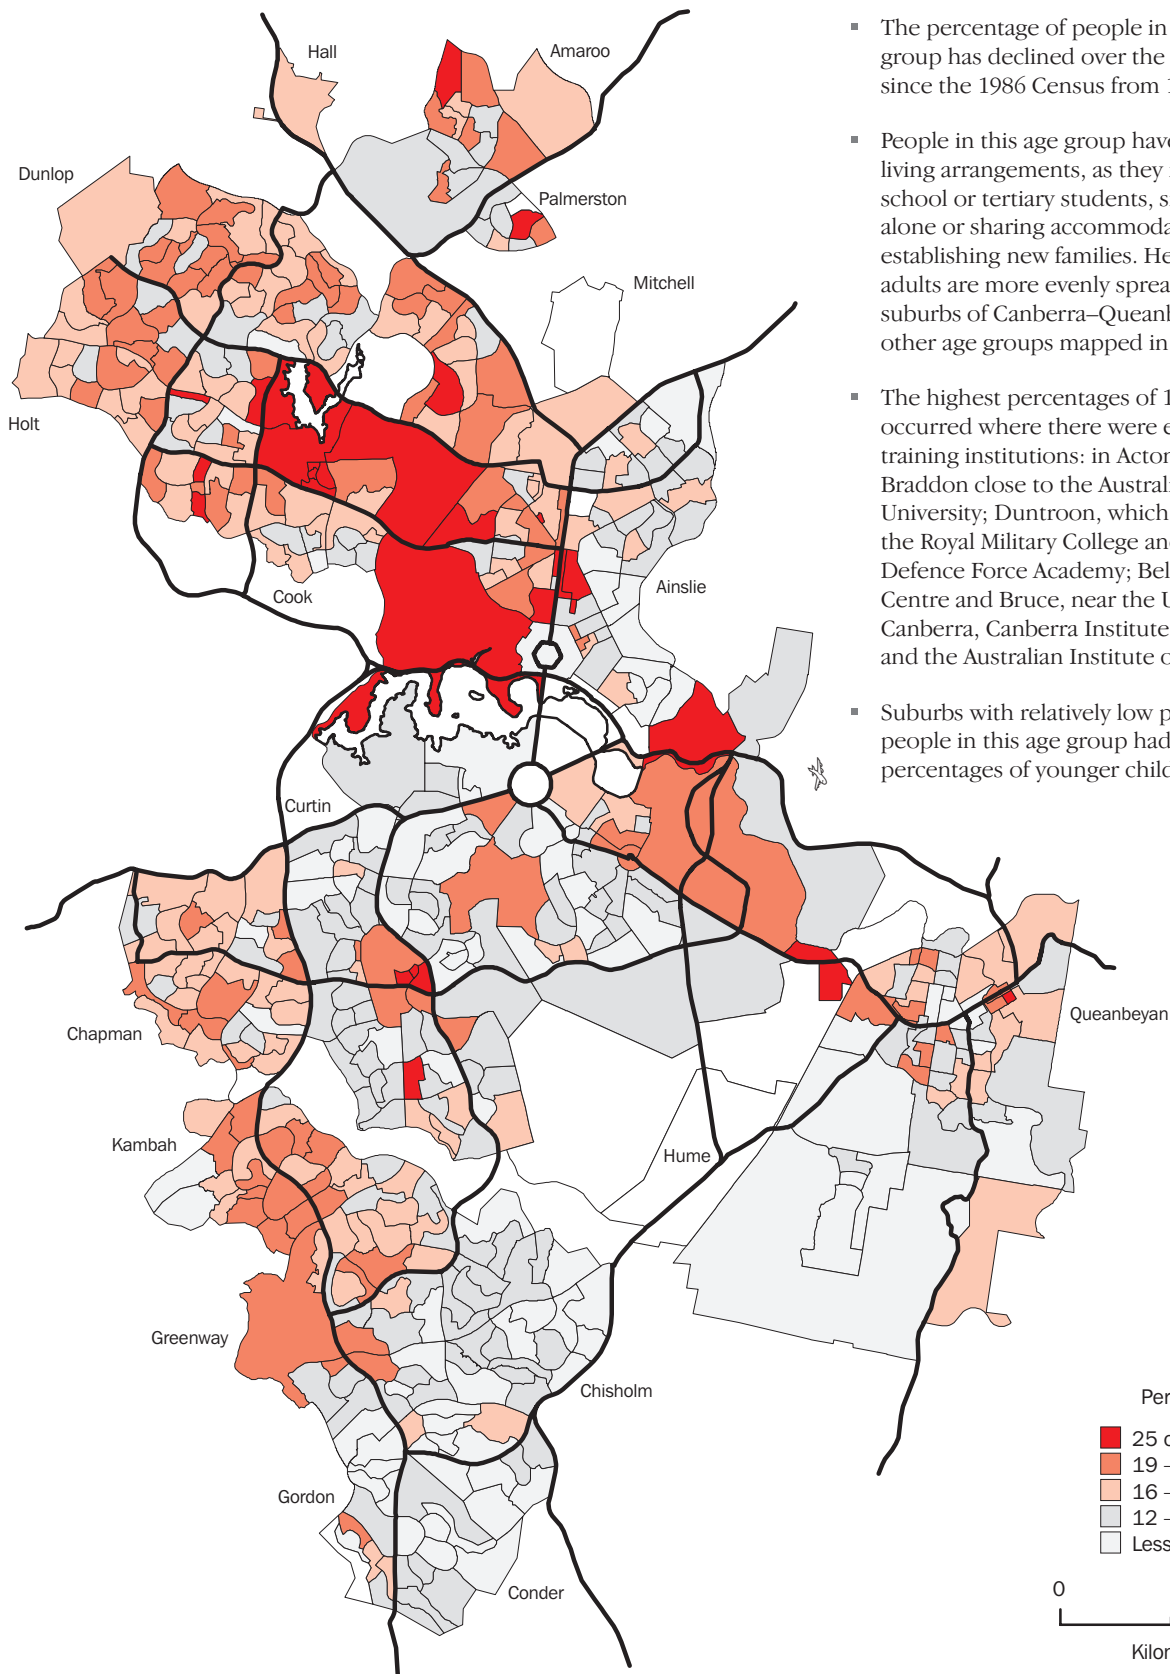 ▪ The percentage of people in
group has declined over the
since the 1986 Census from 1
▪ People in this age group have
living arrangements, as they
school or tertiary students, s
alone or sharing accommoda
establishing new families. He
adults are more evenly sprea
suburbs of Canberra–Queanb
other age groups mapped in
▪ The highest percentages of 1
occurred where there were e
training institutions: in Acton
Braddon close to the Australi
University; Duntroon, which
the Royal Military College an
Defence Force Academy; Bel
Centre and Bruce, near the U
Canberra, Canberra Institute
and the Australian Institute o
▪ Suburbs with relatively low p
people in this age group had
percentages of younger child
Hall
Amaroo
Dunlop
Palmerston
Mitchell
Holt
Ainslie
Cook
Curtin
Queanbeyan
Chapman
Kambah
Hume
Greenway
Chisholm
Gordon
Conder
Per
25 o
19 –
16 –
12 –
Less
0
Kilom